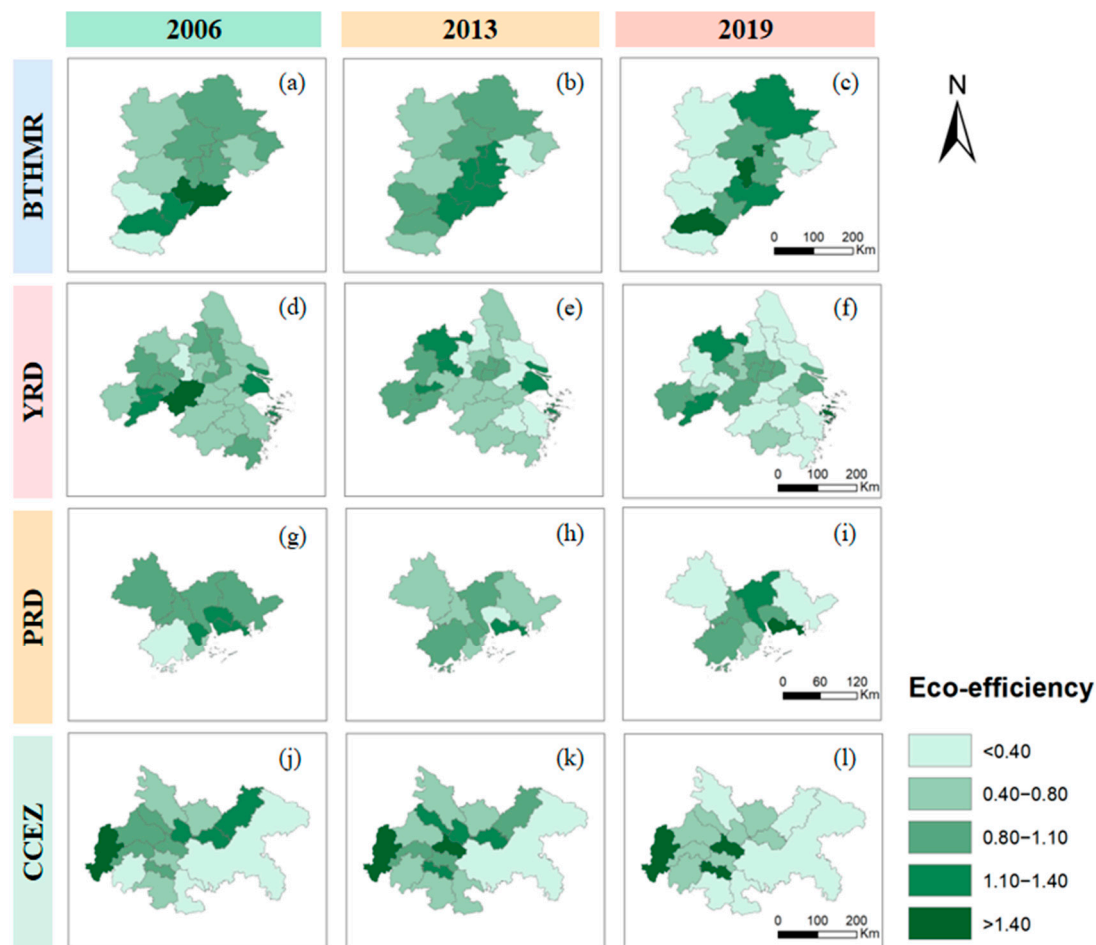 2006 2013 2019
BTHMR
(a) (b) (c)
N
0 100 200
Km
YRD
(d) (e) (f)
0 100 200
Km
PRD
(g) (h) (i)
0 60 120
Km
Eco-efficiency
<0.40
0.40–0.80
0.80–1.10
1.10–1.40
>1.40
CCEZ
(j) (k) (l)
0 100 200
Km